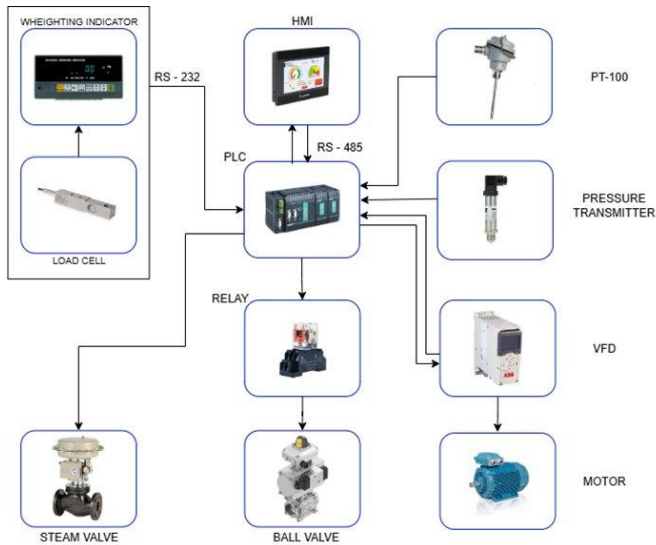 WHEIGHTING INDICATOR
HMI
RS - 232
PT-100
RS - 485
PLC
PRESSURE
TRANSMITTER
LOAD CELL
RELAY
VFD
ABB
MOTOR
STEAM VALVE
BALL VALVE